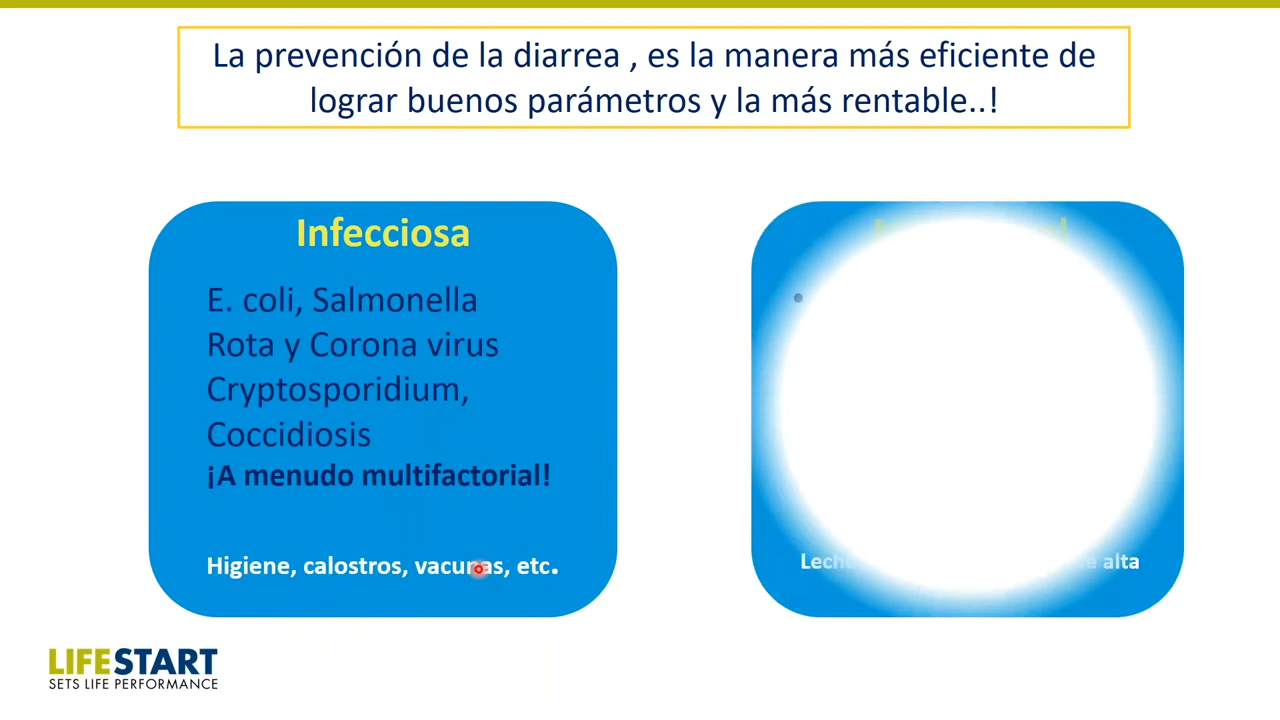 La prevención de la diarrea , es la manera más eficiente de
lograr buenos parámetros y la más rentable..!
Infecciosa
E. coli, Salmonella
Rota y Corona virus
Cryptosporidium,
Coccidiosis
¡A menudo multifactorial!
Higiene, calostros, vacunas, etc.
alta
LIFESTART
SETS LIFE PERFORMANCE